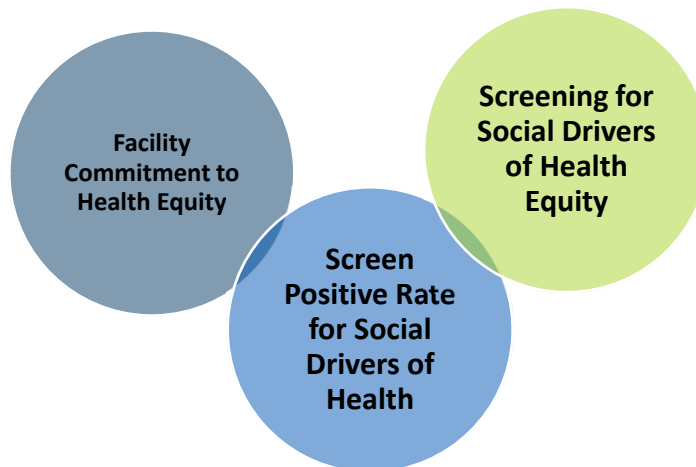 Facility
Commitment to
Health Equity
Screening for
Social Drivers
of Health
Equity
Screen
Positive Rate
for Social
Drivers of
Health